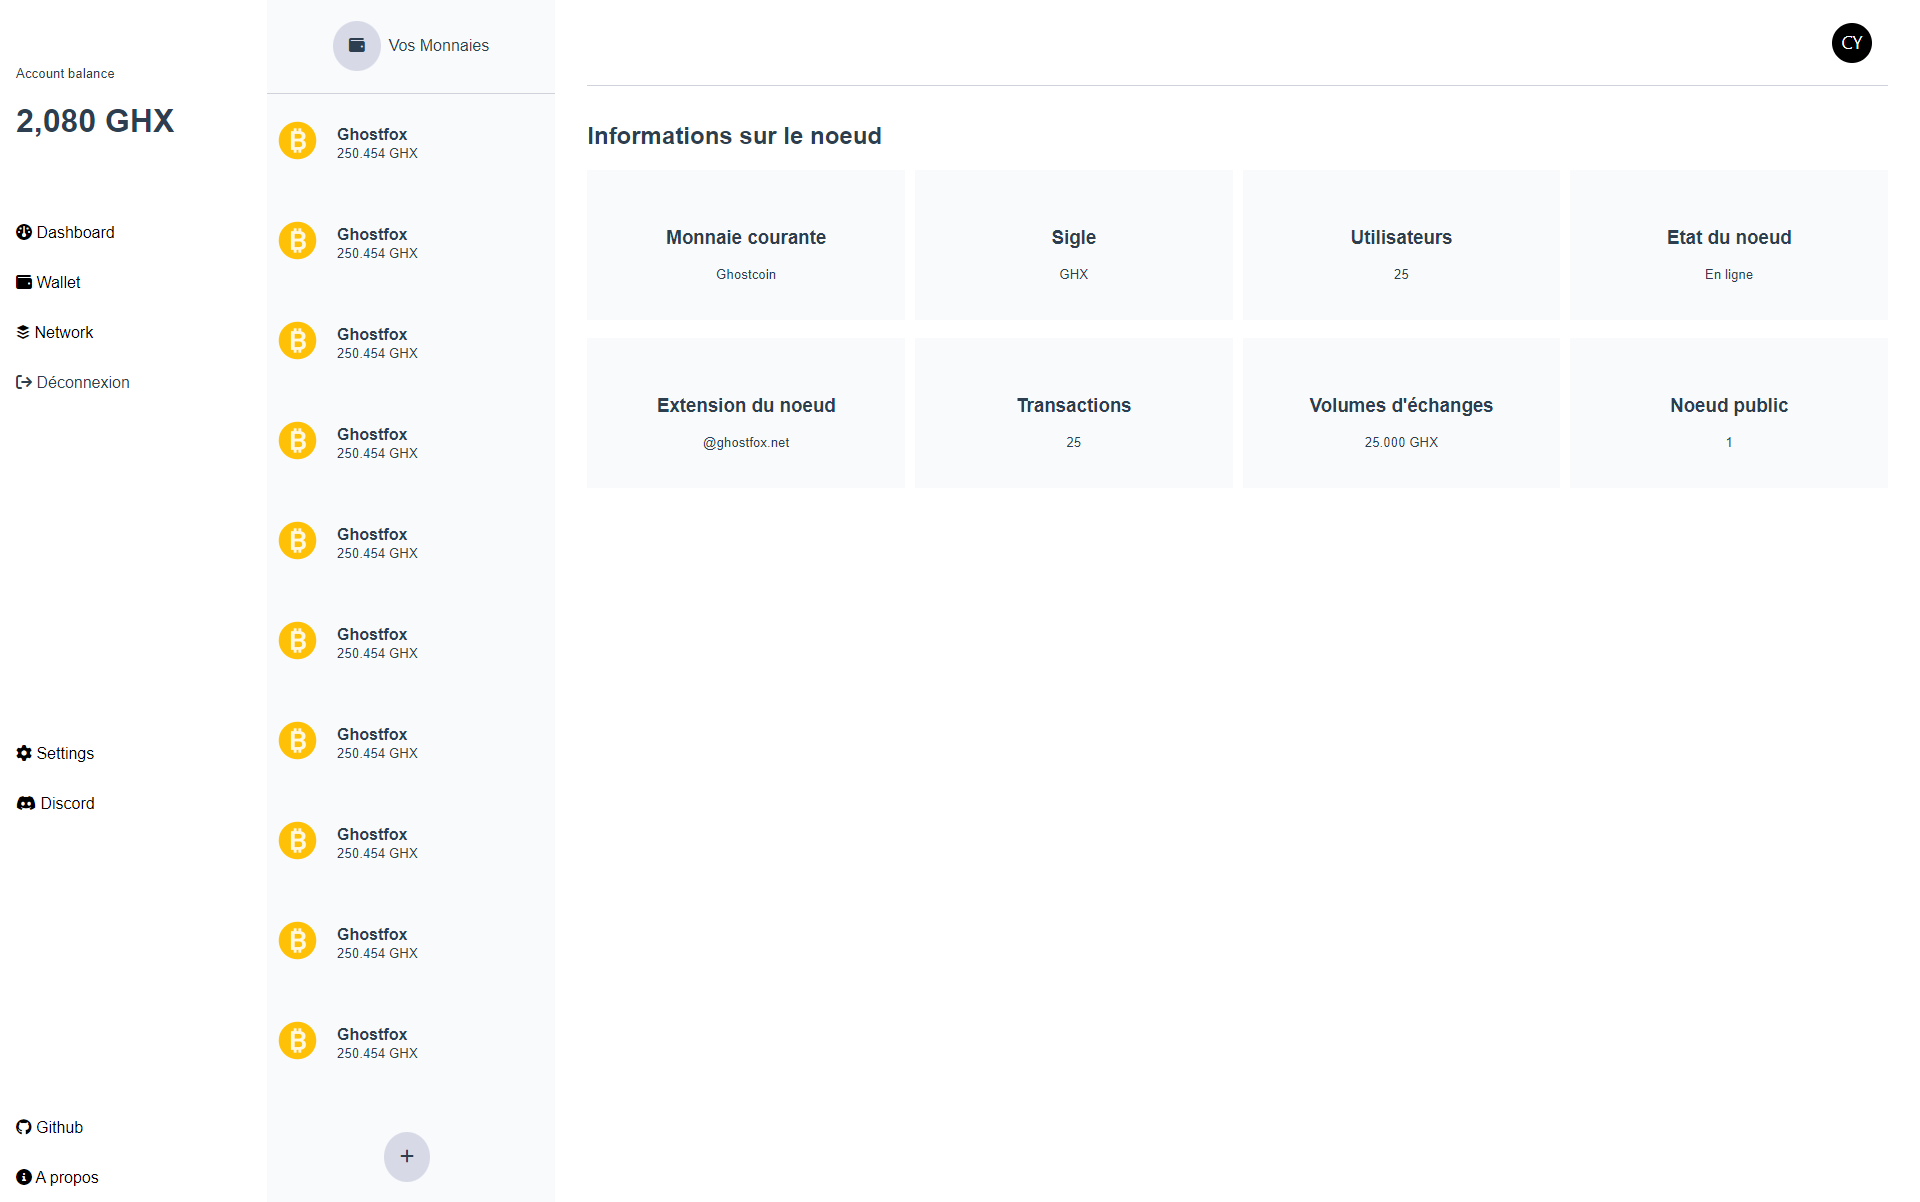 Account balance
2,080 GHX
Dashboard
Wallet
Network
Déconnexion
Settings
Discord
Github
A propos
Vos Monnaies
Ghostfox
250.454 GHX
Ghostfox
250.454 GHX
Ghostfox
250.454 GHX
Ghostfox
250.454 GHX
Ghostfox
250.454 GHX
Ghostfox
250.454 GHX
Ghostfox
250.454 GHX
Ghostfox
250.454 GHX
Ghostfox
250.454 GHX
Ghostfox
250.454 GHX
+
CY
Informations sur le noeud
Monnaie courante
Ghostcoin
Sigle
GHX
Utilisateurs
25
Etat du noeud
En ligne
Extension du noeud
@ghostfox.net
Transactions
25
Volumes d'échanges
25.000 GHX
Noeud public
1